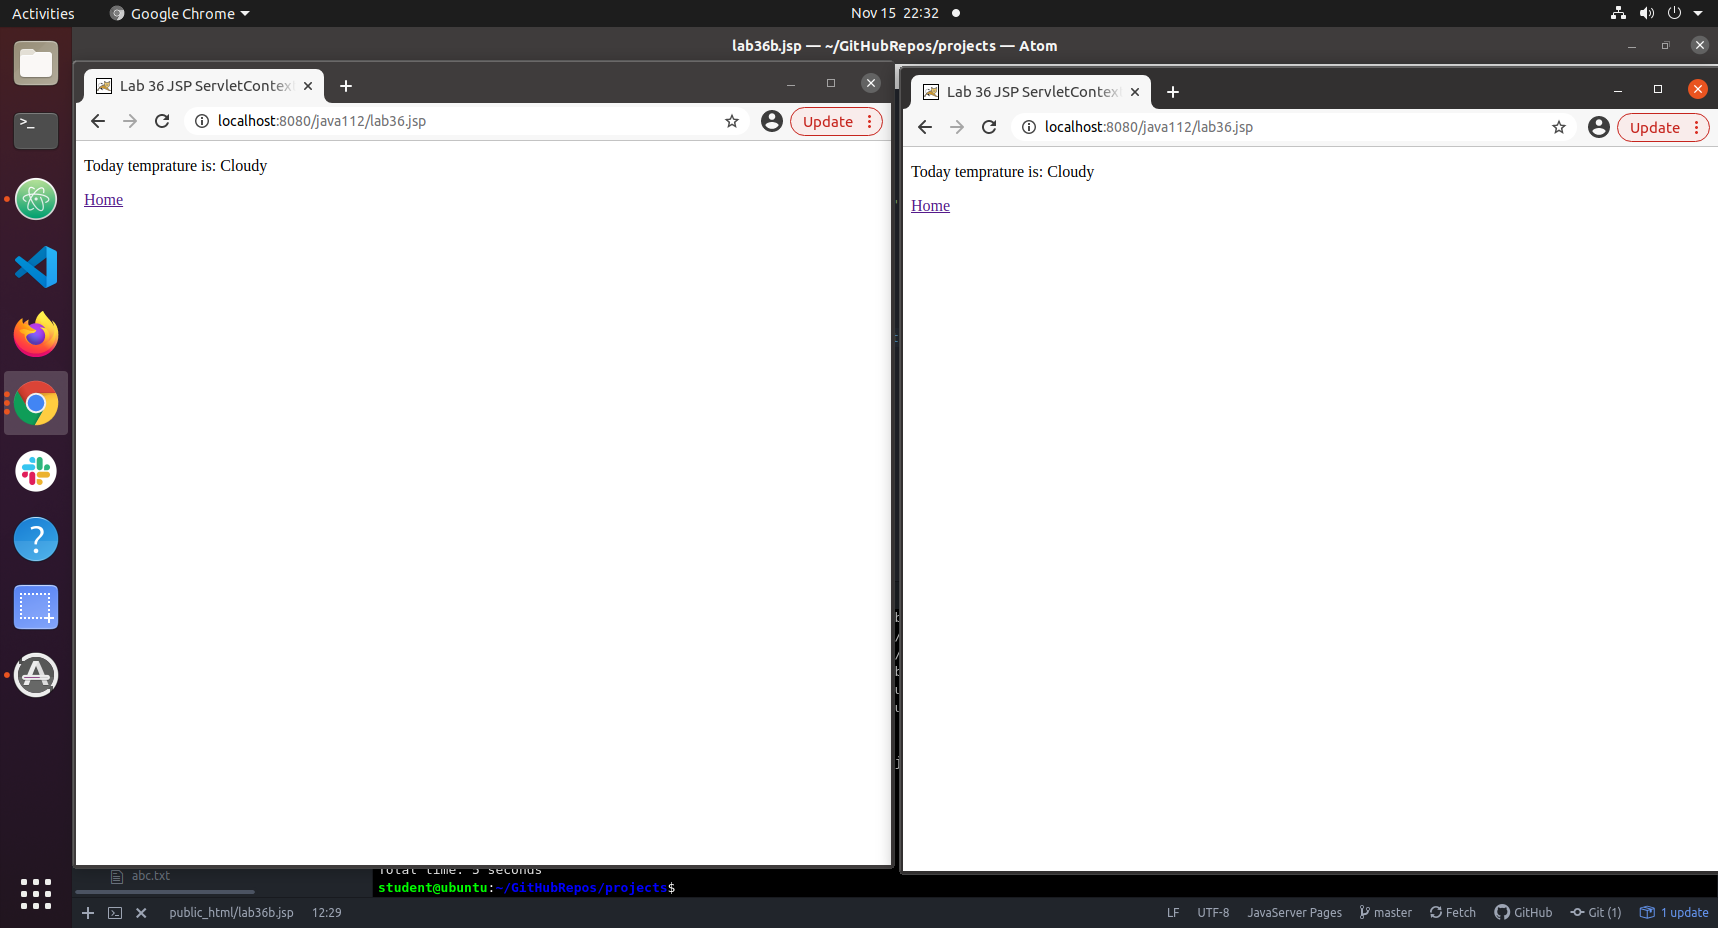 Activities
Google Chrome
Nov 15 22:32
lab36b.jsp — ~/GitHubRepos/projects — Atom
Lab 36 JSP ServletContex
localhost:8080/java112/lab36.jsp
Update
Today temprature is: Cloudy
Home
Lab 36 JSP ServletContex
localhost:8080/java112/lab36.jsp
Update
Today temprature is: Cloudy
Home
abc.txt
Total time: 5 seconds
student@ubuntu:~/GitHubRepos/projects$
public_html/lab36b.jsp 12:29
LF UTF-8 JavaServer Pages master Fetch GitHub Git (1) 1 update